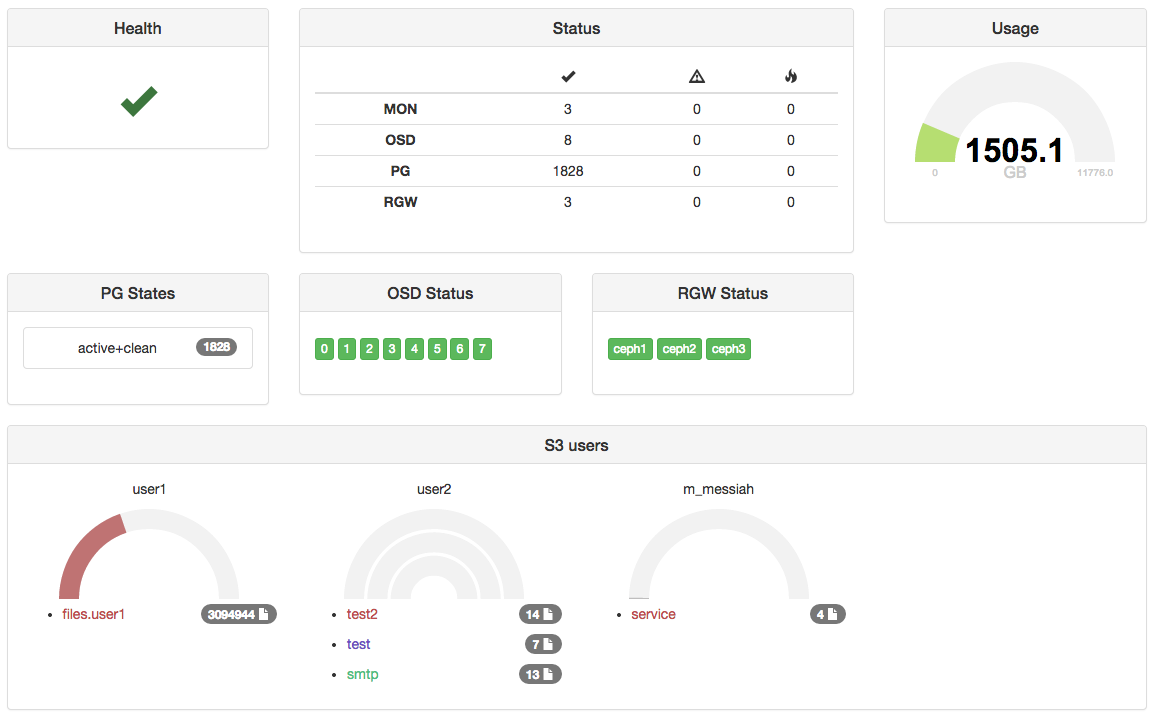 Health
Status
Usage
MON 3 0 0
OSD 8 0 0
PG 1828 0 0
RGW 3 0 0
1505.1
0 GB 11776.0
PG States
OSD Status
RGW Status
active+clean 1828
0 1 2 3 4 5 6 7
ceph1 ceph2 ceph3
S3 users
user1
user2
m_messiah
files.user1 3094944
test2 14
service 4
test 7
smtp 13